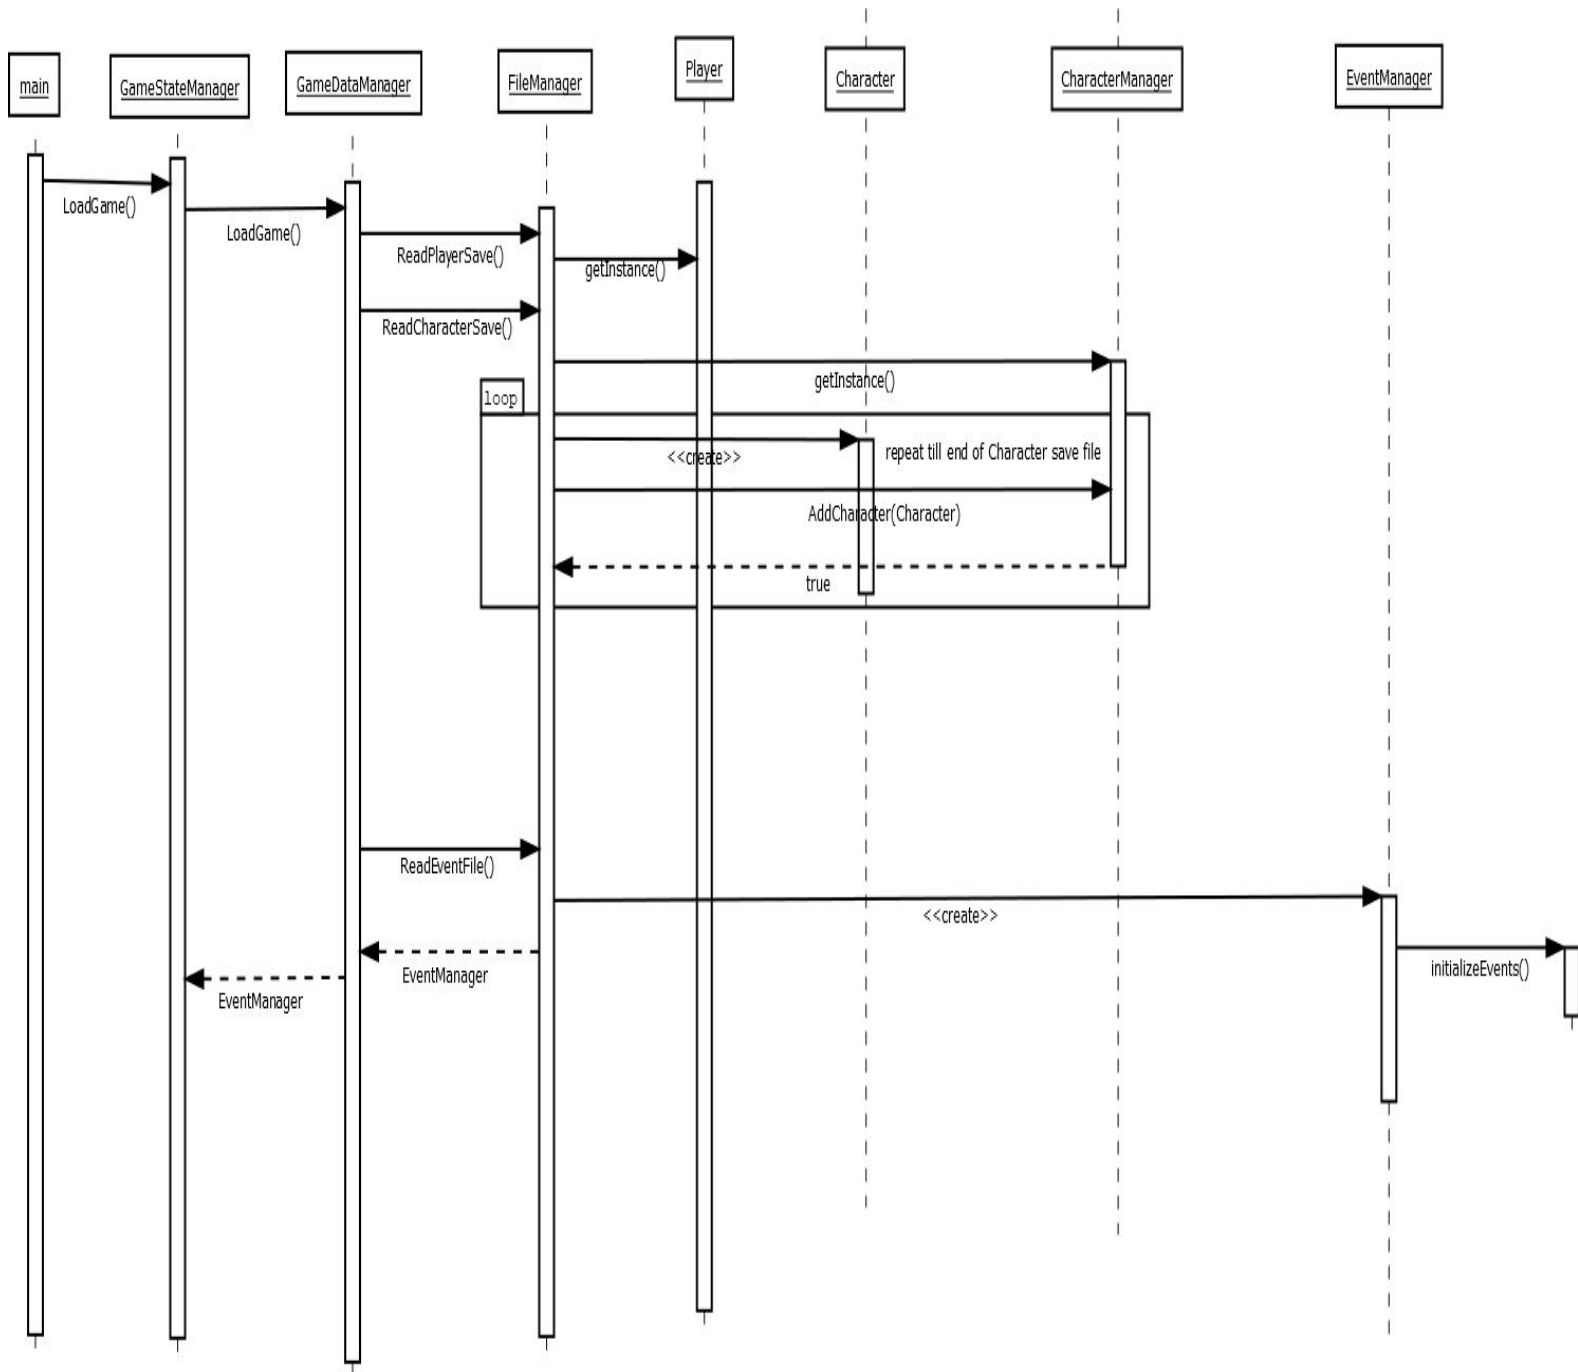 main
GameStateManager
GameDataManager
FileManager
Player
Character
CharacterManager
EventManager
LoadGame()
LoadGame()
ReadPlayerSave()
getInstance()
ReadCharacterSave()
getInstance()
loop
<<create>>
repeat till end of Character save file
AddCharacter(Character)
true
ReadEventFile()
<<create>>
initializeEvents()
EventManager
EventManager